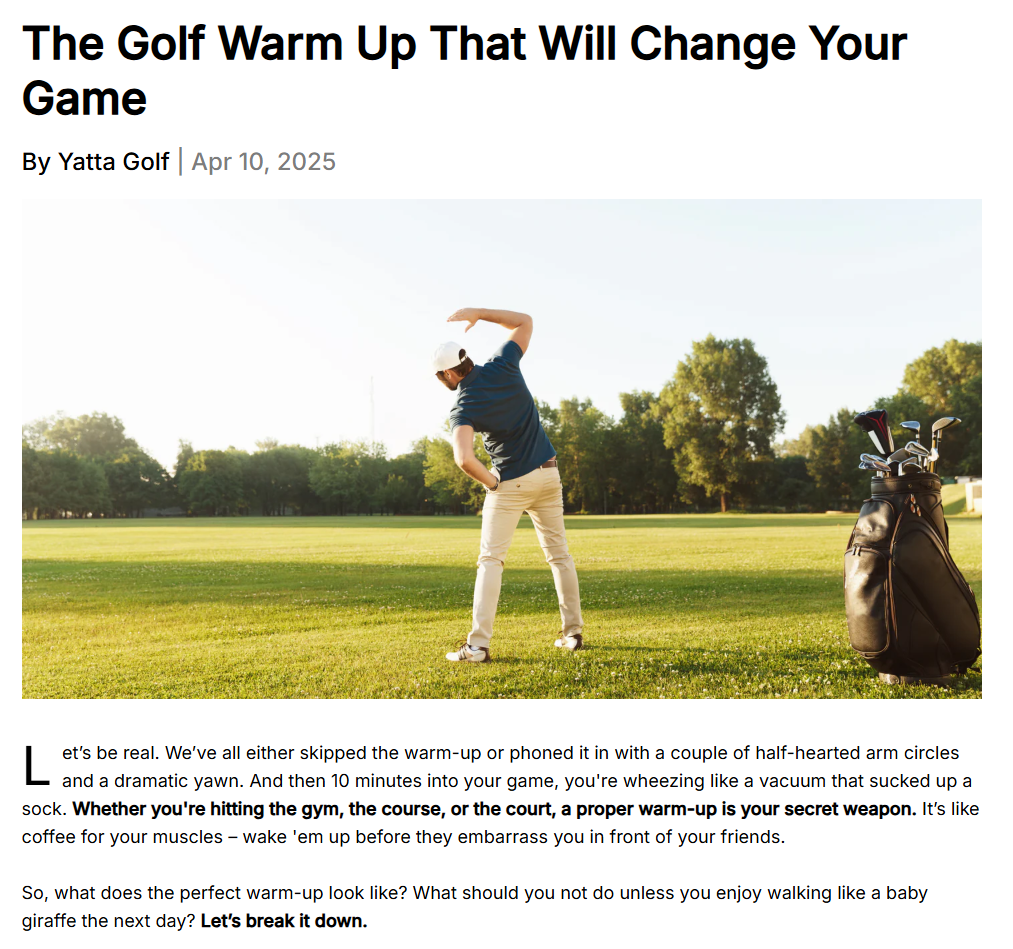 The Golf Warm Up That Will Change Your
Game
By Yatta Golf | Apr 10, 2025
Let’s be real. We’ve all either skipped the warm-up or phoned it in with a couple of half-hearted arm circles
and a dramatic yawn. And then 10 minutes into your game, you're wheezing like a vacuum that sucked up a
sock. Whether you're hitting the gym, the course, or the court, a proper warm-up is your secret weapon. It’s like
coffee for your muscles – wake 'em up before they embarrass you in front of your friends.
So, what does the perfect warm-up look like? What should you not do unless you enjoy walking like a baby
giraffe the next day? Let’s break it down.